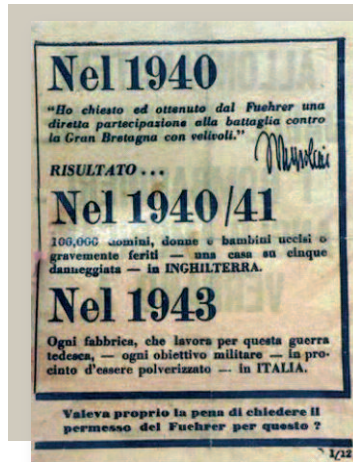 Nel 1940
"Ho chiesto ed ottenuto dal Fuehrer una
diretta partecipazione alla battaglia contro
la Gran Bretagna con velivoli."
Mussolini
RISULTATO...
Nel 1940/41
100,000 uomini, donne e bambini uccisi o
gravemente feriti — una casa su cinque
danneggiata — in INGHILTERRA.
Nel 1943
Ogni fabbrica, che lavora per questa guerra
tedesca, — ogni obiettivo militare — in pro-
cinto d'essere polverizzato — in ITALIA.
Valeva proprio la pena di chiedere il
permesso del Fuehrer per questo ?
1/12